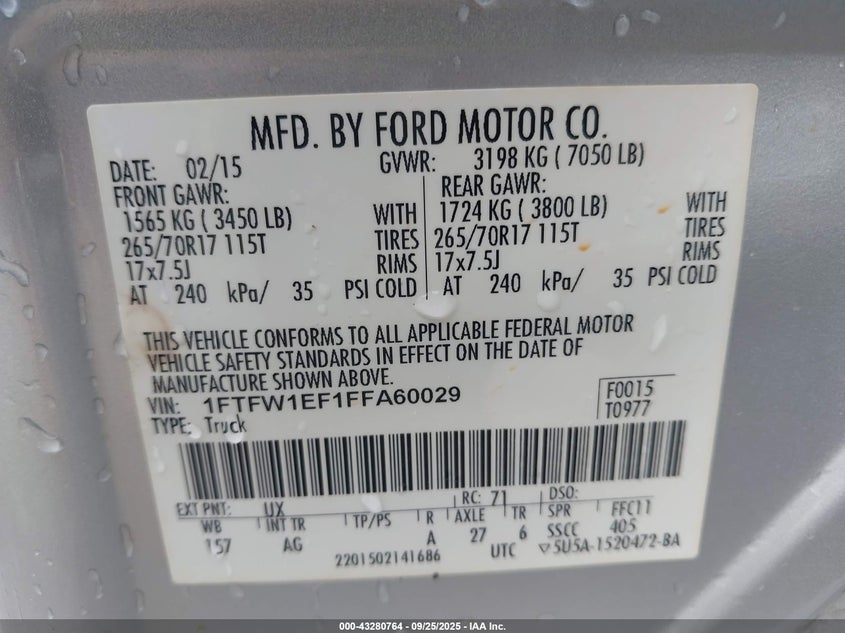 MFD. BY FORD MOTOR CO.
DATE: 02/15 GVWR: 3198 KG ( 7050 LB)
FRONT GAWR: REAR GAWR:
1565 KG ( 3450 LB) WITH 1724 KG ( 3800 LB) WITH
265/70R17 115T TIRES 265/70R17 115T TIRES
17x7.5J RIMS 17x7.5J RIMS
AT 240 kPa/ 35 PSI COLD AT 240 kPa/ 35 PSI COLD
THIS VEHICLE CONFORMS TO ALL APPLICABLE FEDERAL MOTOR
VEHICLE SAFETY STANDARDS IN EFFECT ON THE DATE OF
MANUFACTURE SHOWN ABOVE.
VIN: 1FTFW1EF1FFA60029 F0015
TYPE: Truck T0977
EXT PNT: UX RC: 71 DSO:
WB INT TR TP/PS R AXLE TR SPR FFC11
157 AG A 27 6 SSCC 405
2201502141686 UTC ▽5U5A-1520472-BA
000-43280764 - 09/25/2025 - IAA Inc.